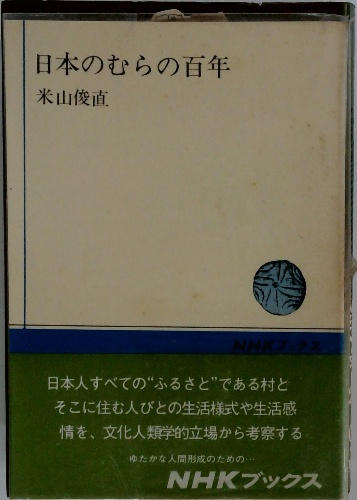 日本のむらの百年
米山俊直
NHKブックス
日本人すべての“ふるさと”である村と
そこに住む人びとの生活様式や生活感
情を、文化人類学的立場から考察する
ゆたかな人間形成のための…
NHKブックス